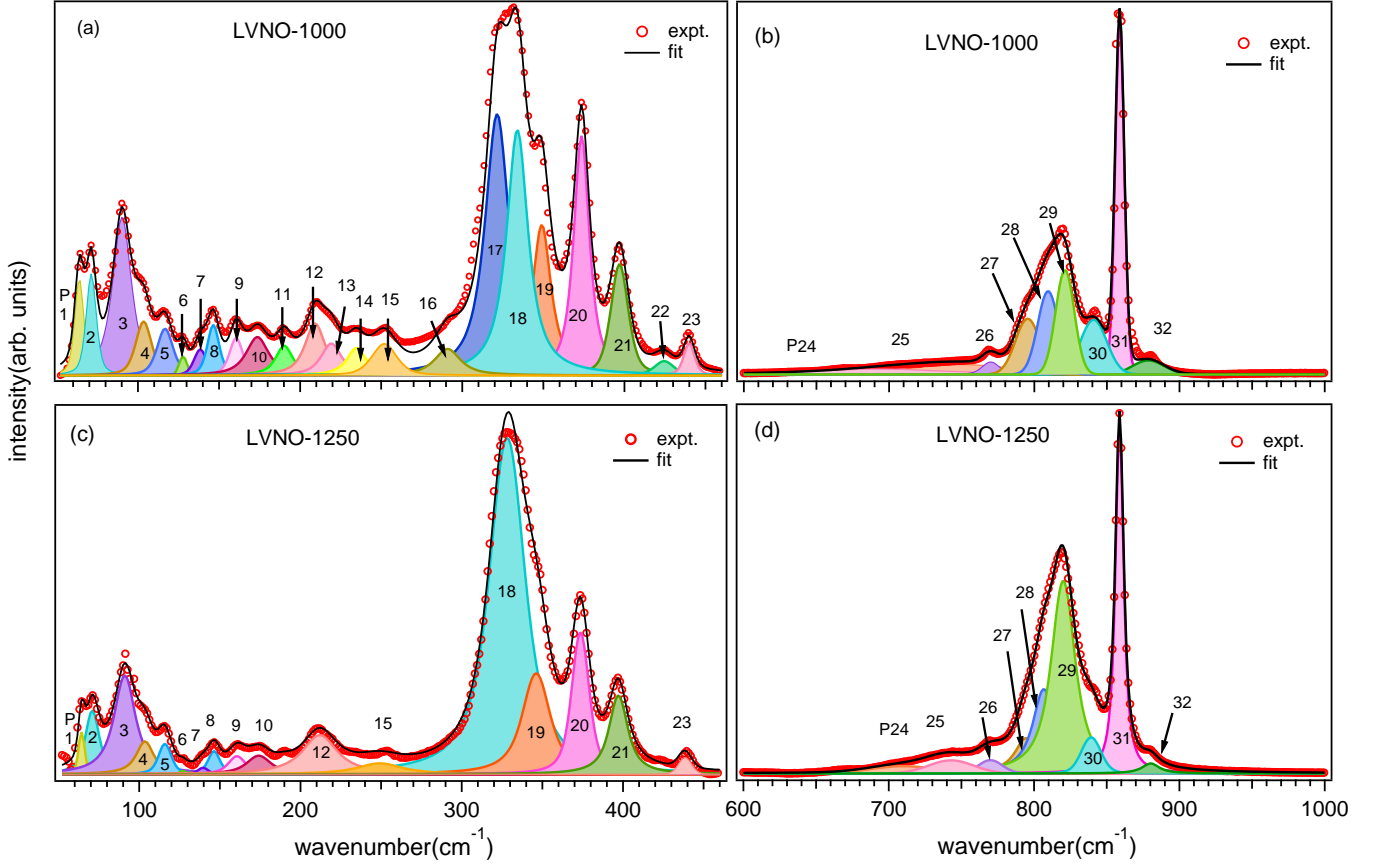 (a)
LVNO-1000
expt.
fit
P
1
2
3
4
5
6
7
8
9
10
11
12
13
14
15
16
17
18
19
20
21
22
23
(b)
LVNO-1000
expt.
fit
P24
25
26
27
28
29
30
31
32
intensity(arb. units)
(c)
LVNO-1250
expt.
fit
P
1
2
3
4
5
6
7
8
9
10
12
15
18
19
20
21
23
100
200
300
400
wavenumber(cm⁻¹)
(d)
LVNO-1250
expt.
fit
P24
25
26
27
28
29
30
31
32
600
700
800
900
1000
wavenumber(cm⁻¹)